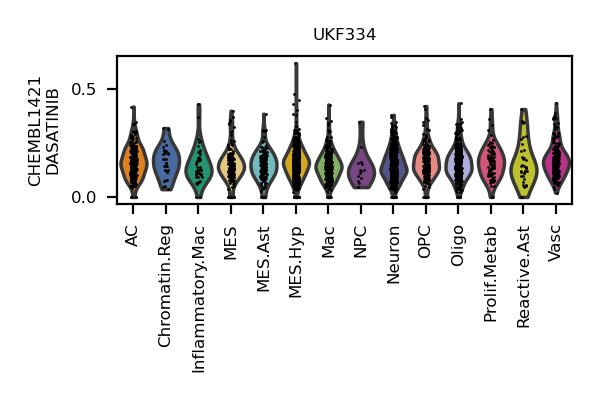 UKF334
CHEMBL1421
DASATINIB
0.5
0.0
AC
Chromatin.Reg
Inflammatory.Mac
MES
MES.Ast
MES.Hyp
Mac
NPC
Neuron
OPC
Oligo
Prolif.Metab
Reactive.Ast
Vasc